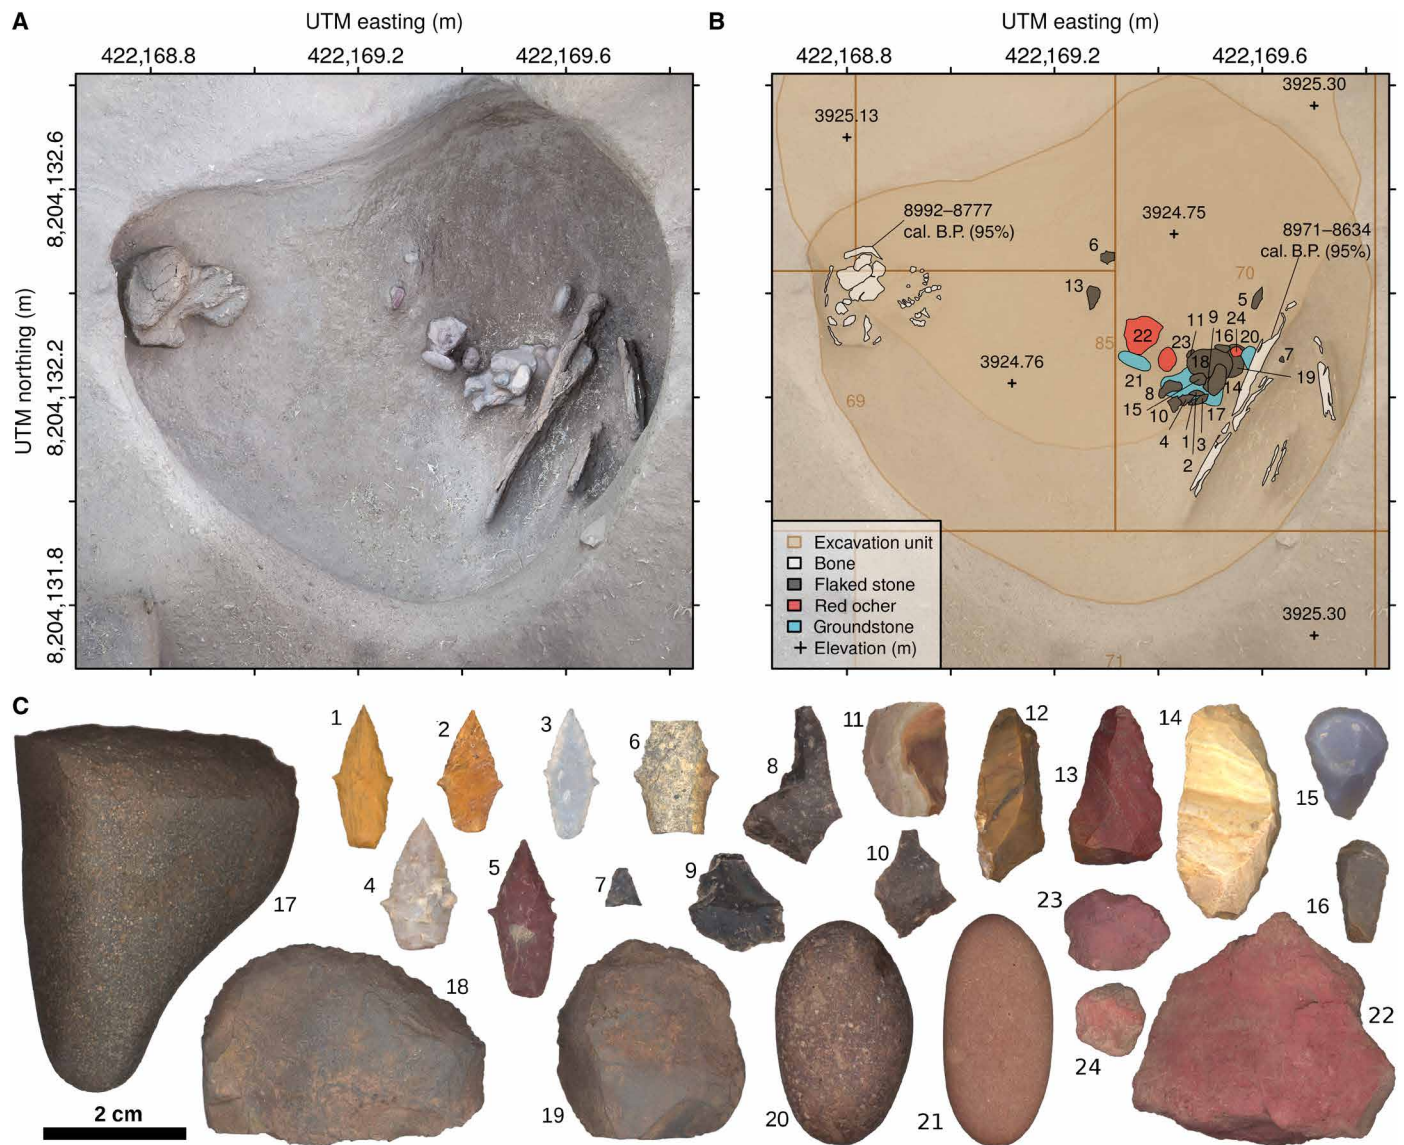 A
UTM easting (m)
422,168.8 422,169.2 422,169.6
UTM northing (m)
8,204,132.6
8,204,132.2
8,204,131.8
B
UTM easting (m)
422,168.8 422,169.2 422,169.6
3925.30
3925.13
8992–8777
cal. B.P. (95%)
3924.75
8971–8634
cal. B.P. (95%)
6
70
13
5
11 9 24
16 20
22
23
85
18
7
3924.76
21
8
14
19
69
15
10
17
4 1 3
2
Excavation unit
Bone
Flaked stone
Red ocher
Groundstone
Elevation (m)
3925.30
71
C
1
2
3
6
8
11
12
13
14
15
4
5
7
9
10
16
17
23
18
22
24
19
20
21
2 cm